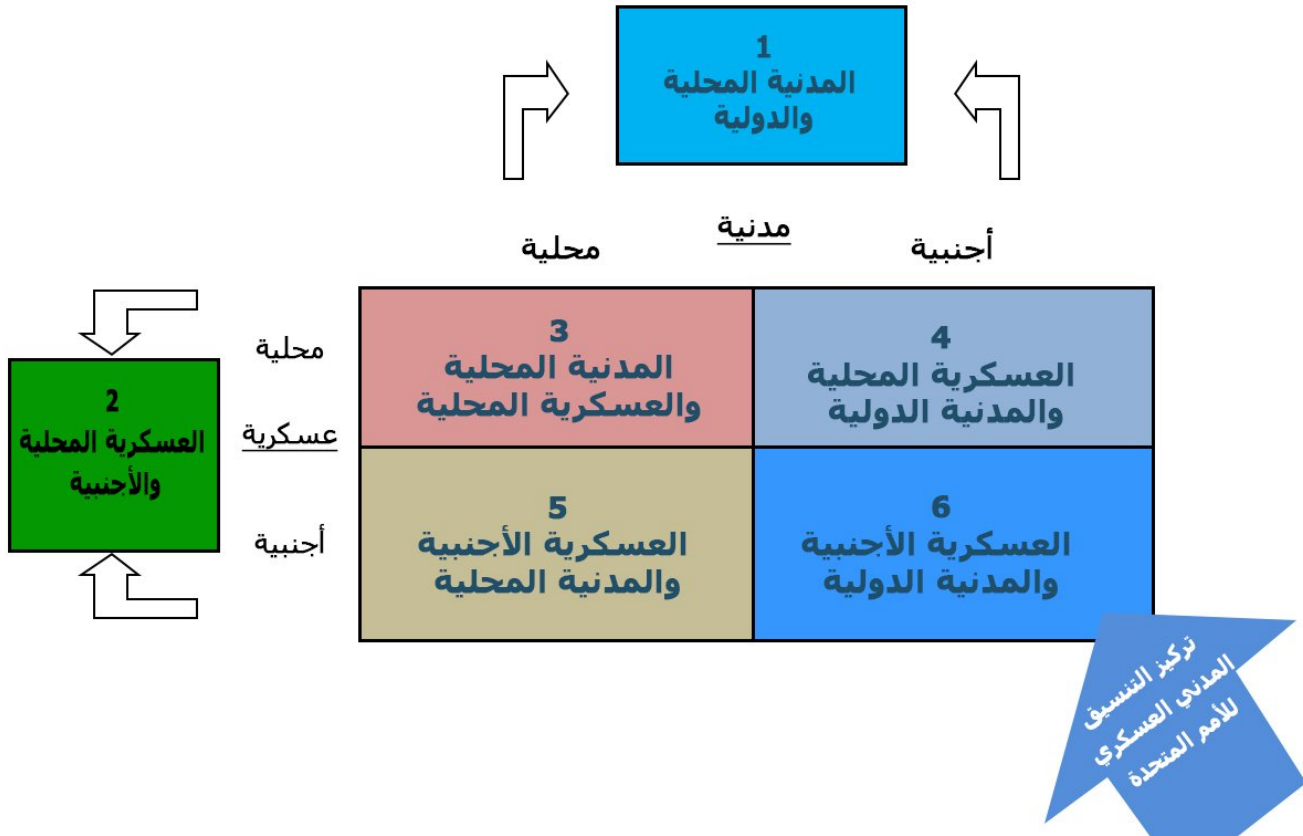 1
المدنية المحلية
والدولية
مدنية
أجنبية
محلية
محلية
عسكرية
أجنبية
2
العسكرية المحلية
والأجنبية
3
المدنية المحلية
والعسكرية المحلية
4
العسكرية المحلية
والمدنية الدولية
5
العسكرية الأجنبية
والمدنية المحلية
6
العسكرية الأجنبية
والمدنية الدولية
تركيز التنسيق
المدني العسكري
للأمم المتحدة